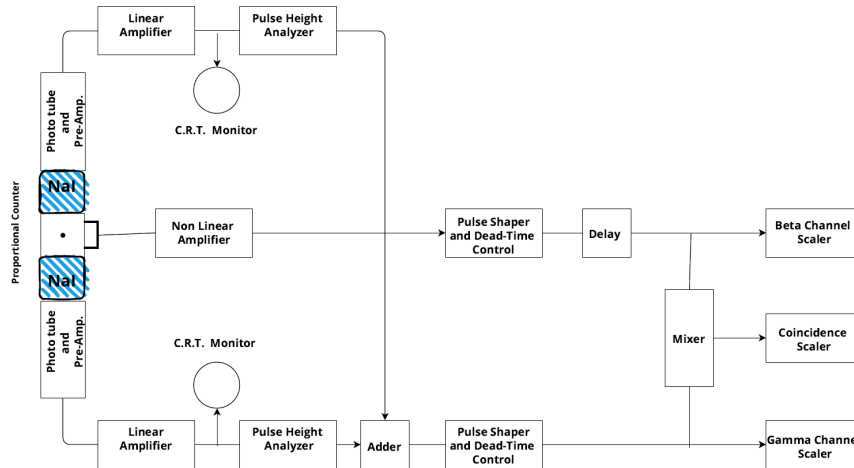 Linear
Amplifier
Pulse Height
Analyzer
C.R.T. Monitor
Photo tube
and
Pre-Amp.
NaI
Proportional Counter
NaI
Photo tube
and
Pre-Amp.
Non Linear
Amplifier
Pulse Shaper
and Dead-Time
Control
Delay
Beta Channel
Scaler
Mixer
Coincidence
Scaler
C.R.T. Monitor
Linear
Amplifier
Pulse Height
Analyzer
Adder
Pulse Shaper
and Dead-Time
Control
Gamma Channe
Scaler